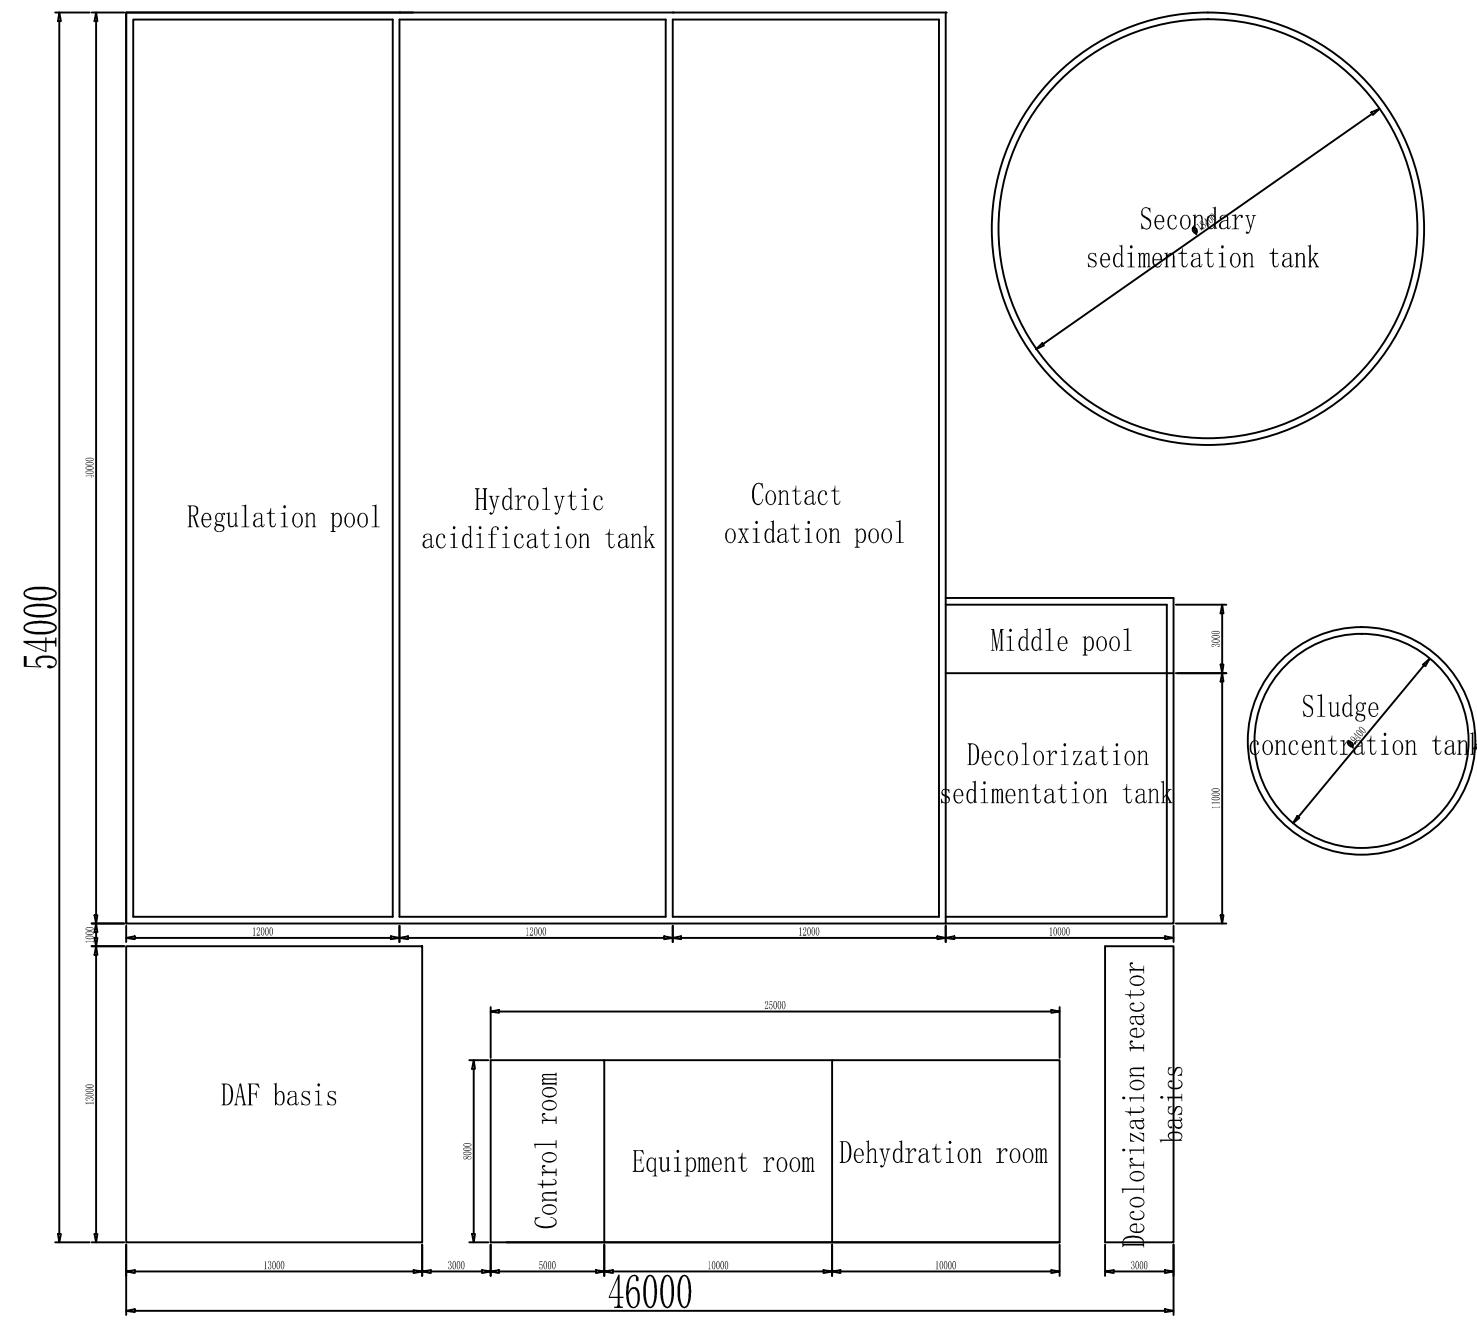 Secondary
sedimentation tank
40000
Regulation pool
Hydrolytic
acidification tank
Contact
oxidation pool
54000
Middle pool
3000
Sludge
concentration tank
Decolorization
sedimentation tank
11000
1000
12000
12000
12000
10000
25000
DAF basis
13000
8000
Control room
Equipment room
Dehydration room
Decolorization reactor
basics
13000
3000
5000
10000
10000
3000
46000